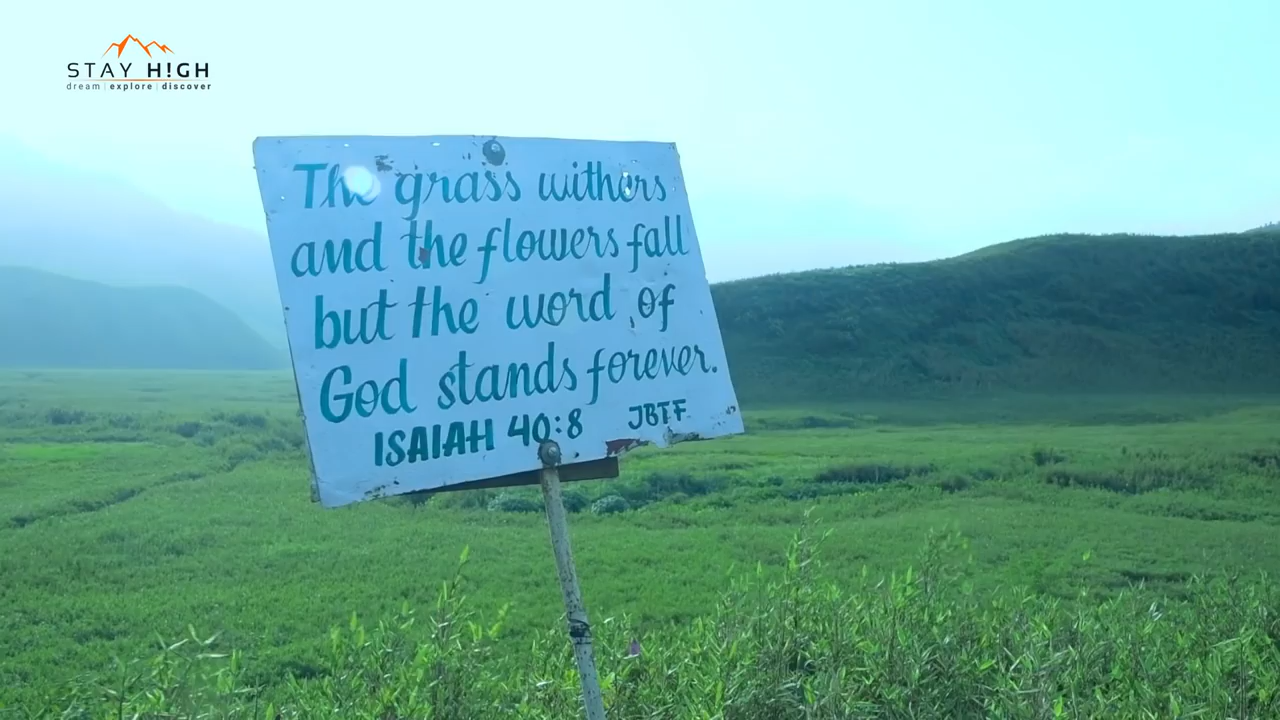 STAY H!GH
dream | explore | discover
The grass withers
and the flowers fall
but the word of
God stands forever.
ISAIAH 40:8 JBTF